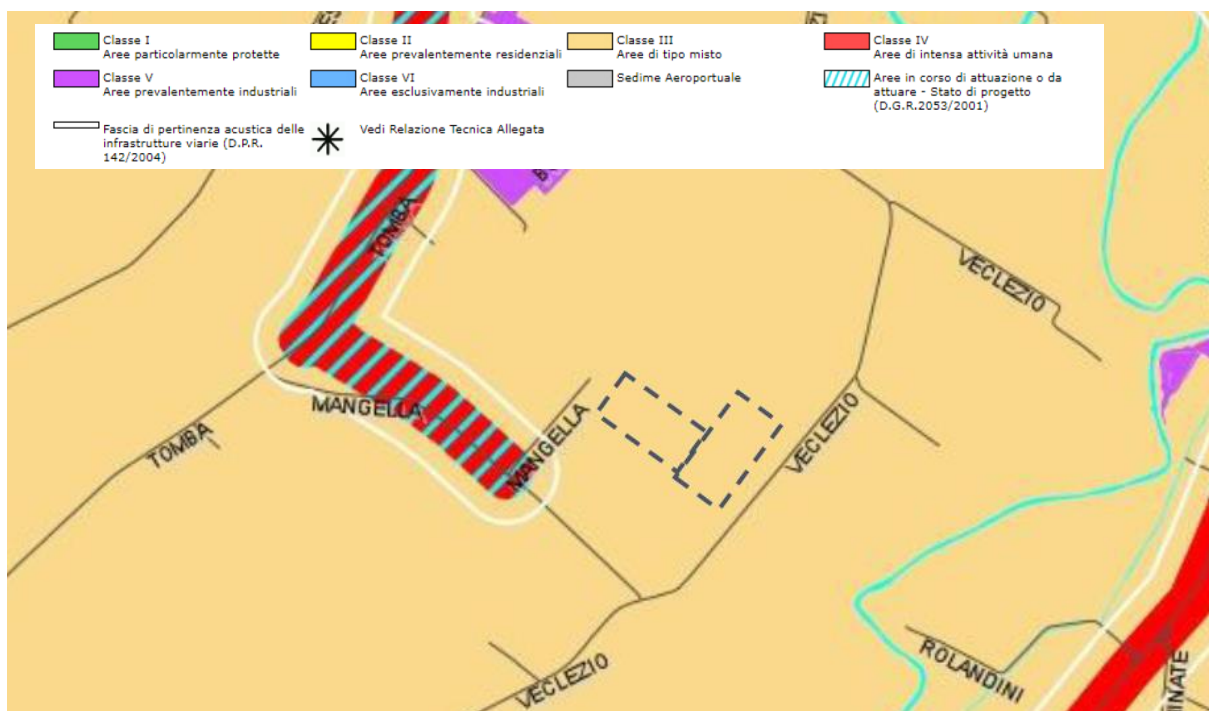 Classe I
Aree particolarmente protette
Classe II
Aree prevalentemente residenziali
Classe III
Aree di tipo misto
Classe IV
Aree di intensa attività umana
Classe V
Aree prevalentemente industriali
Classe VI
Aree esclusivamente industriali
Sedime Aeroportuale
Aree in corso di attuazione o da
attuare - Stato di progetto
(D.G.R.2053/2001)
Fascia di pertinenza acustica delle
infrastrutture viarie (D.P.R.
142/2004)
Vedi Relazione Tecnica Allegata
TOMBA
VECLEZIO
MANGELLA
MANGELLA
VECLEZIO
TOMBA
ROLANDINI
VECLEZIO
INATE